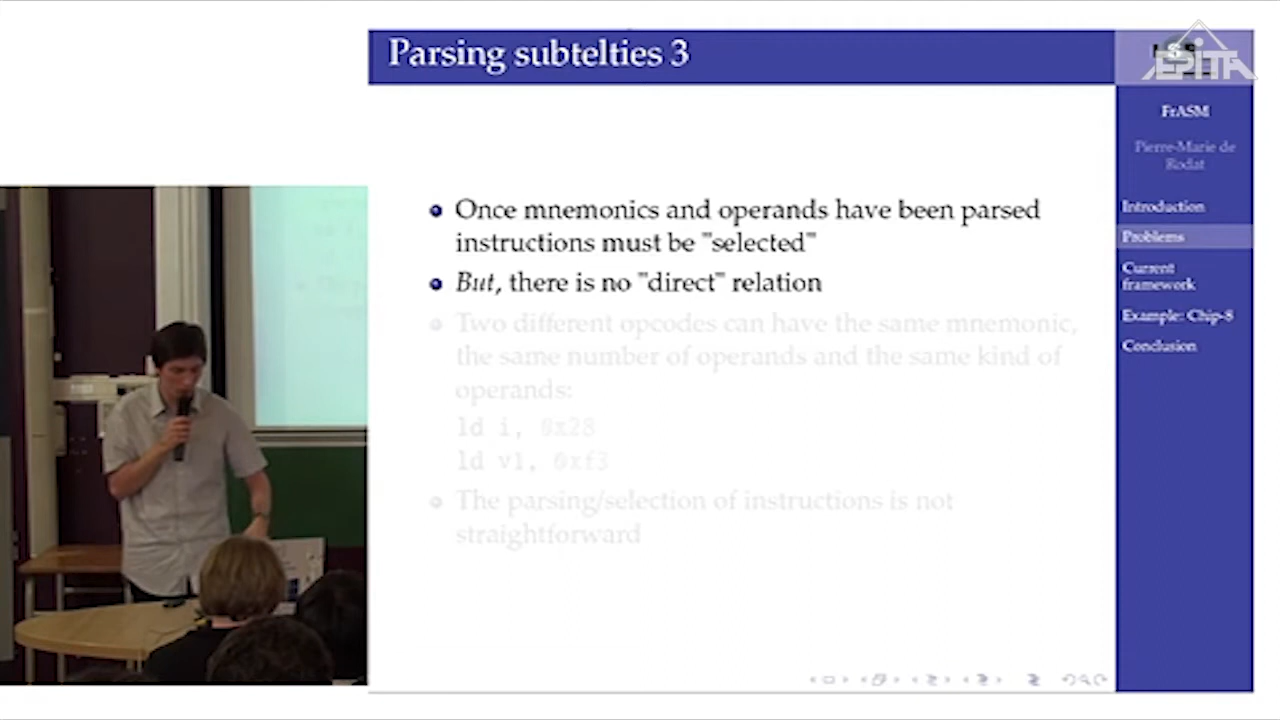 Parsing subtelties 3
EPITA
FrASM
Pierre-Marie de
Rodat
Introduction
Problems
Current
framework
Example: Chip-8
Conclusion
Once mnemonics and operands have been parsed
instructions must be "selected"
But, there is no "direct" relation
Two different opcodes can have the same mnemonic,
the same number of operands and the same kind of
operands:
ld i, 0x28
ld v1, 0xf3
The parsing/selection of instructions is not
straightforward